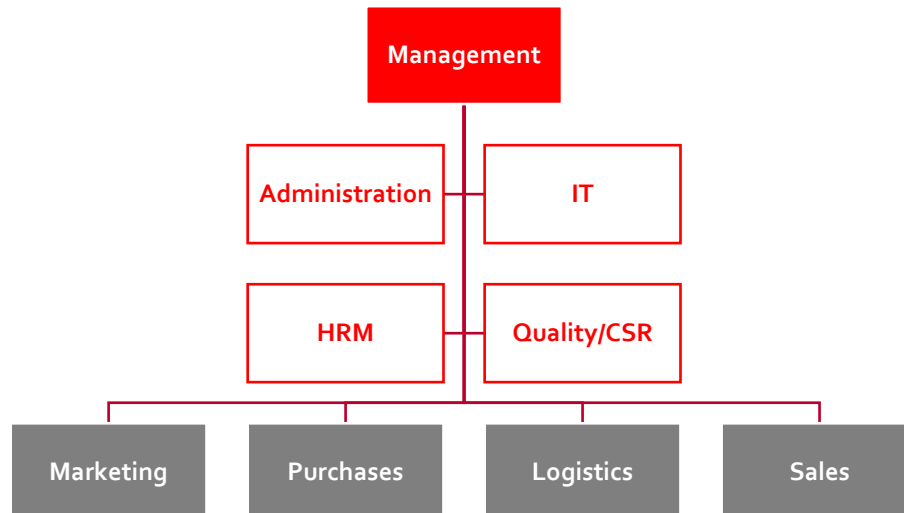 Management
Administration
IT
HRM
Quality/CSR
Marketing
Purchases
Logistics
Sales